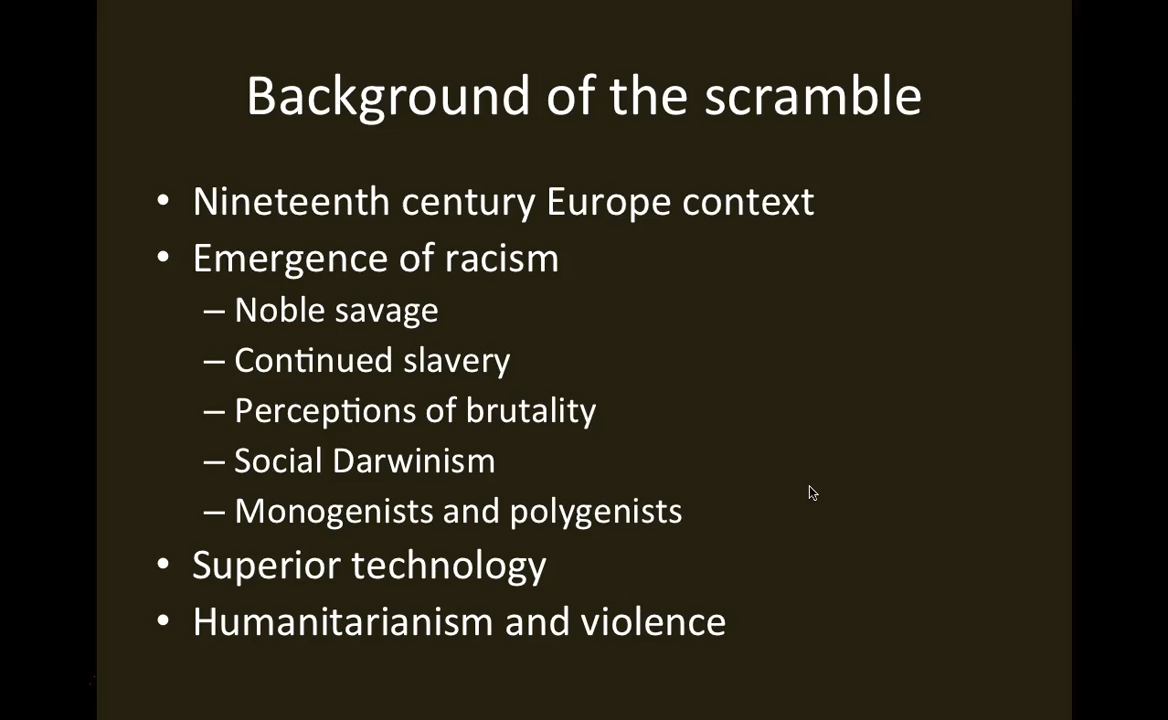 Background of the scramble
• Nineteenth century Europe context
• Emergence of racism
– Noble savage
– Continued slavery
– Perceptions of brutality
– Social Darwinism
– Monogenists and polygenists
• Superior technology
• Humanitarianism and violence